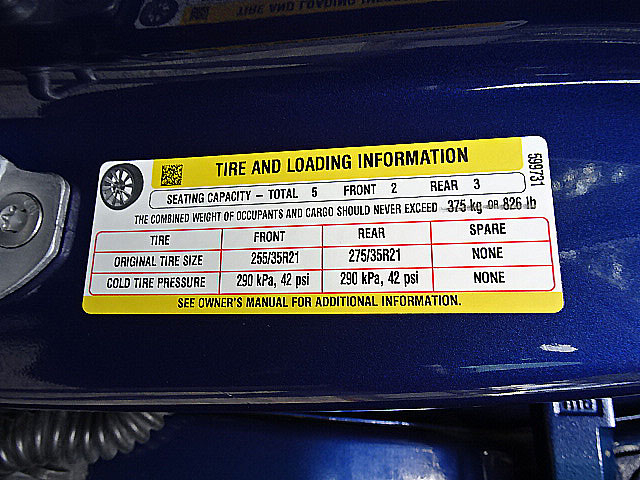 TIRE AND LOADING INFORMATION
SEATING CAPACITY – TOTAL 5 FRONT 2 REAR 3
THE COMBINED WEIGHT OF OCCUPANTS AND CARGO SHOULD NEVER EXCEED 375 kg OR 826 lb
TIRE FRONT REAR SPARE
ORIGINAL TIRE SIZE 255/35R21 275/35R21 NONE
COLD TIRE PRESSURE 290 kPa, 42 psi 290 kPa, 42 psi NONE
SEE OWNER'S MANUAL FOR ADDITIONAL INFORMATION.
TIRE AND LOADING